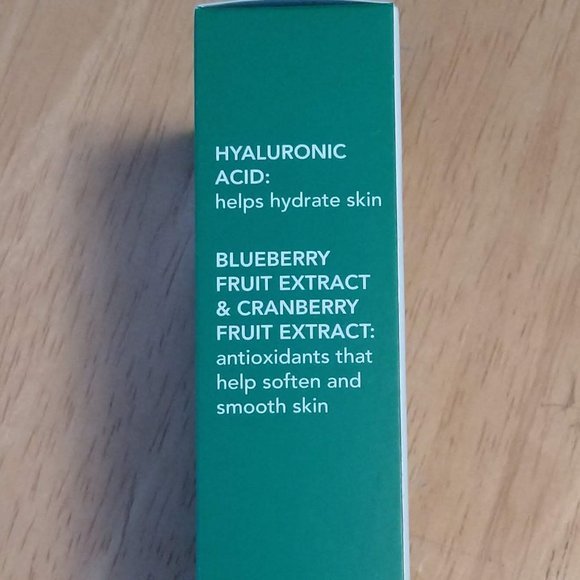 HYALURONIC
ACID:
helps hydrate skin
BLUEBERRY
FRUIT EXTRACT
& CRANBERRY
FRUIT EXTRACT:
antioxidants that
help soften and
smooth skin